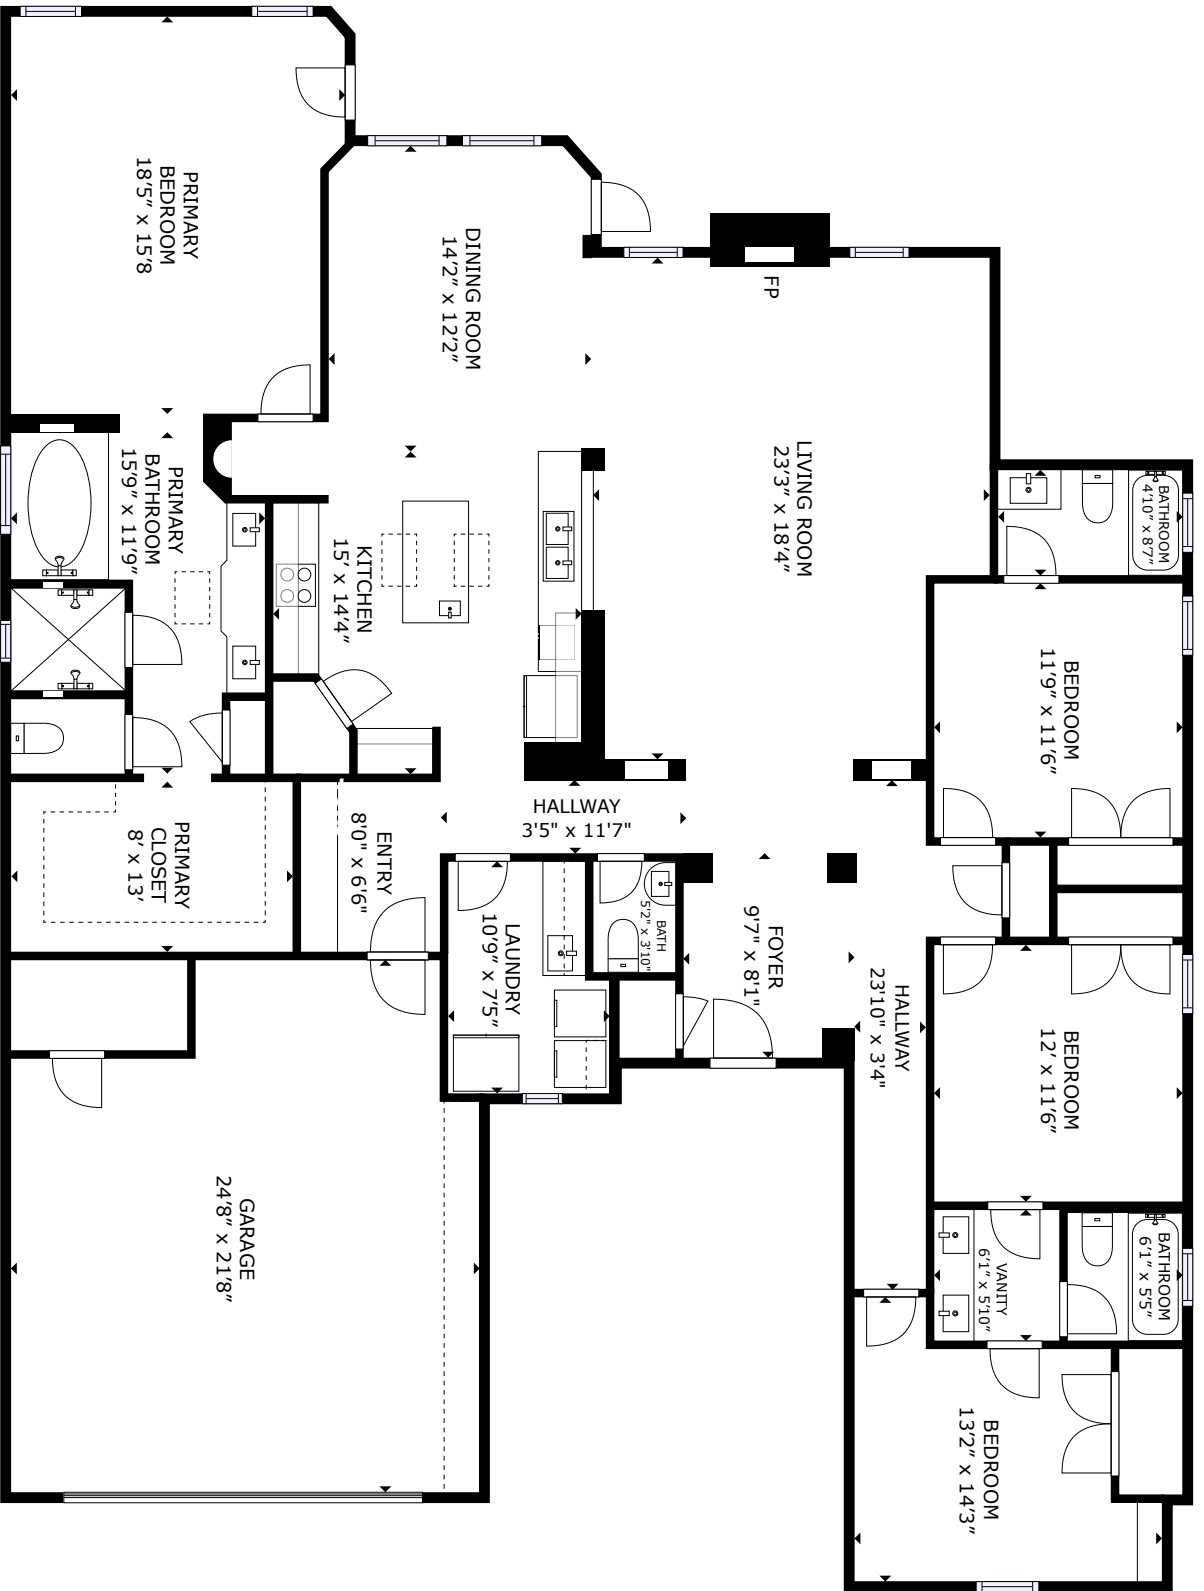 PRIMARY
BEDROOM
18'5" x 15'8
DINING ROOM
14'2" x 12'2"
FP
LIVING ROOM
23'3" x 18'4"
PRIMARY
BATHROOM
15'9" x 11'9"
KITCHEN
15' x 14'4"
BATHROOM
4'10" x 8'7"
BEDROOM
11'9" x 11'6"
HALLWAY
3'5" x 11'7"
PRIMARY
CLOSET
8' x 13'
ENTRY
8'0" x 6'6"
LAUNDRY
10'9" x 7'5"
BATH
5'2" x 3'10"
FOYER
9'7" x 8'1"
HALLWAY
23'10" x 3'4"
BEDROOM
12' x 11'6"
GARAGE
24'8" x 21'8"
VANITY
6'1" x 5'10"
BATHROOM
6'1" x 5'5"
BEDROOM
13'2" x 14'3"